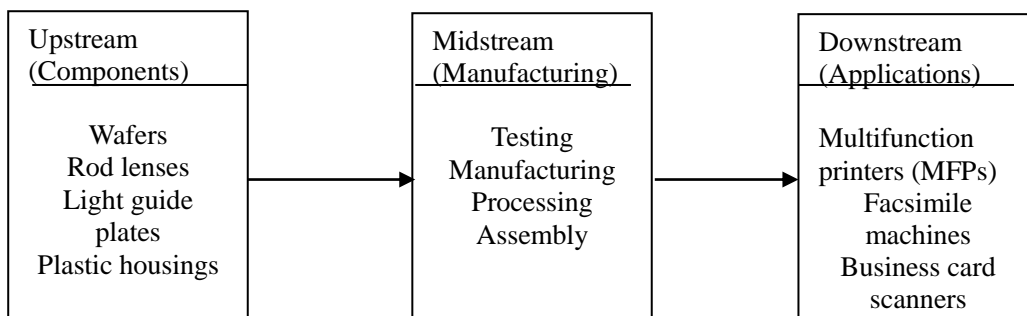 Upstream
(Components)
Wafers
Rod lenses
Light guide
plates
Plastic housings
Midstream
(Manufacturing)
Testing
Manufacturing
Processing
Assembly
Downstream
(Applications)
Multifunction
printers (MFPs)
Facsimile
machines
Business card
scanners